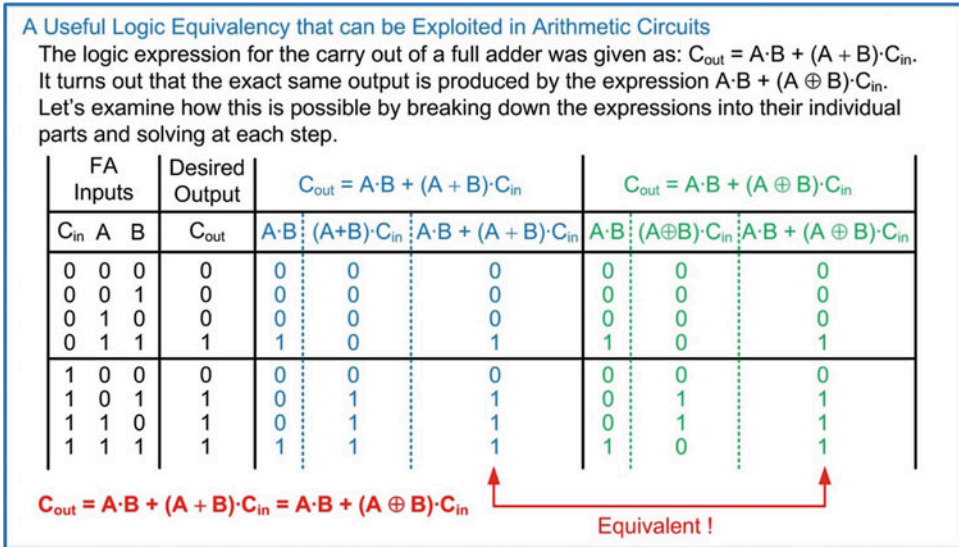 A Useful Logic Equivalency that can be Exploited in Arithmetic Circuits
The logic expression for the carry out of a full adder was given as: Cout = A·B + (A + B)·Cin.
It turns out that the exact same output is produced by the expression A·B + (A ⊕ B)·Cin.
Let's examine how this is possible by breaking down the expressions into their individual
parts and solving at each step.
FA Inputs | Desired Output | Cout = A·B + (A + B)·Cin | Cout = A·B + (A ⊕ B)·Cin
Cin A B | Cout | A·B | (A+B)·Cin | A·B + (A + B)·Cin | A·B | (A⊕B)·Cin | A·B + (A ⊕ B)·Cin
0 0 0 | 0 | 0 | 0 | 0 | 0 | 0 | 0
0 0 1 | 0 | 0 | 0 | 0 | 0 | 0 | 0
0 1 0 | 0 | 0 | 0 | 0 | 0 | 0 | 0
0 1 1 | 1 | 1 | 0 | 1 | 1 | 0 | 1
1 0 0 | 0 | 0 | 0 | 0 | 0 | 0 | 0
1 0 1 | 1 | 0 | 1 | 1 | 0 | 1 | 1
1 1 0 | 1 | 0 | 1 | 1 | 0 | 1 | 1
1 1 1 | 1 | 1 | 1 | 1 | 1 | 0 | 1
Cout = A·B + (A + B)·Cin = A·B + (A ⊕ B)·Cin
Equivalent !